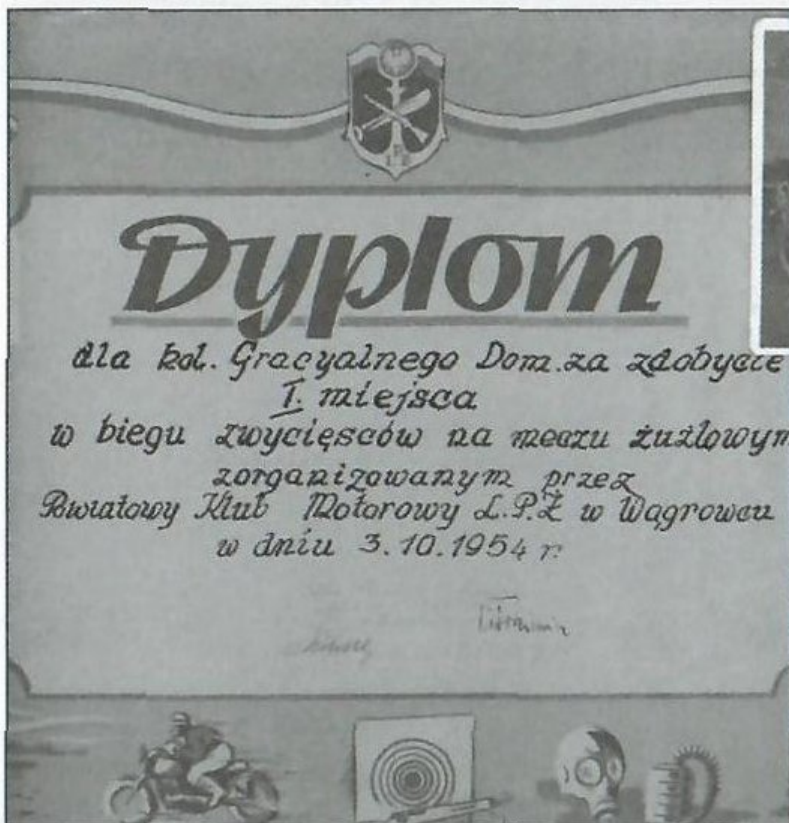 Dyplom
dla kol. Gracyalnego Dom. za zdobycie
I. miejsca
w biegu zwycięsców na meczu żużlowym
zorganizowanym przez
Powiatowy Klub Motorowy L.P.Ż w Wągrowcu
w dniu 3.10.1954 r.